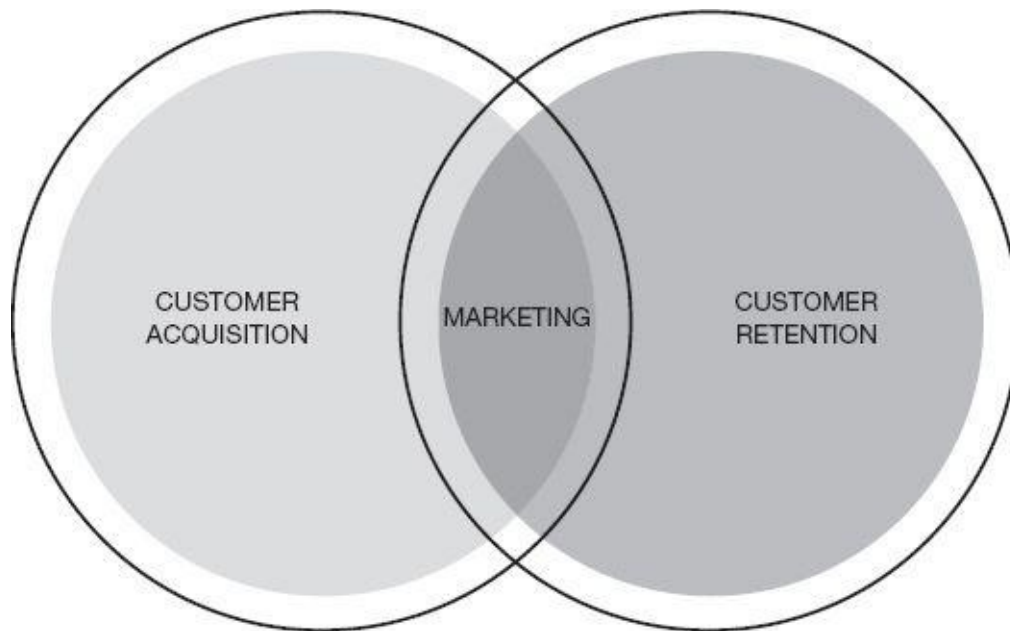 CUSTOMER
ACQUISITION
MARKETING
CUSTOMER
RETENTION